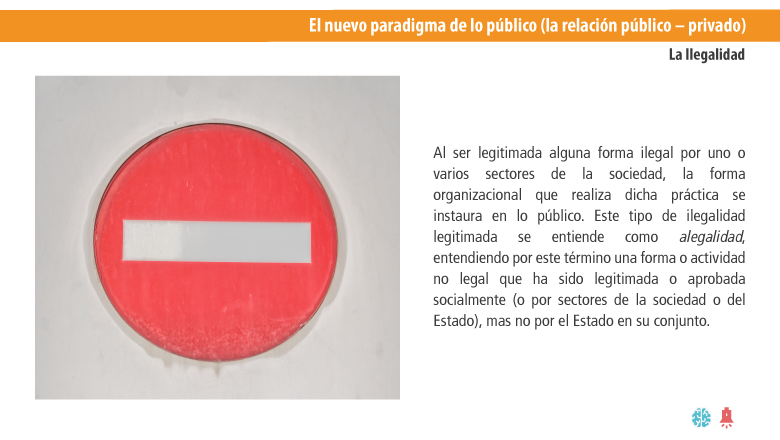 El nuevo paradigma de lo público (la relación público – privado)
La Ilegalidad
Al ser legitimada alguna forma ilegal por uno o
varios sectores de la sociedad, la forma
organizacional que realiza dicha práctica se
instaura en lo público. Este tipo de ilegalidad
legitimada se entiende como alegalidad,
entendiendo por este término una forma o actividad
no legal que ha sido legitimada o aprobada
socialmente (o por sectores de la sociedad o del
Estado), mas no por el Estado en su conjunto.